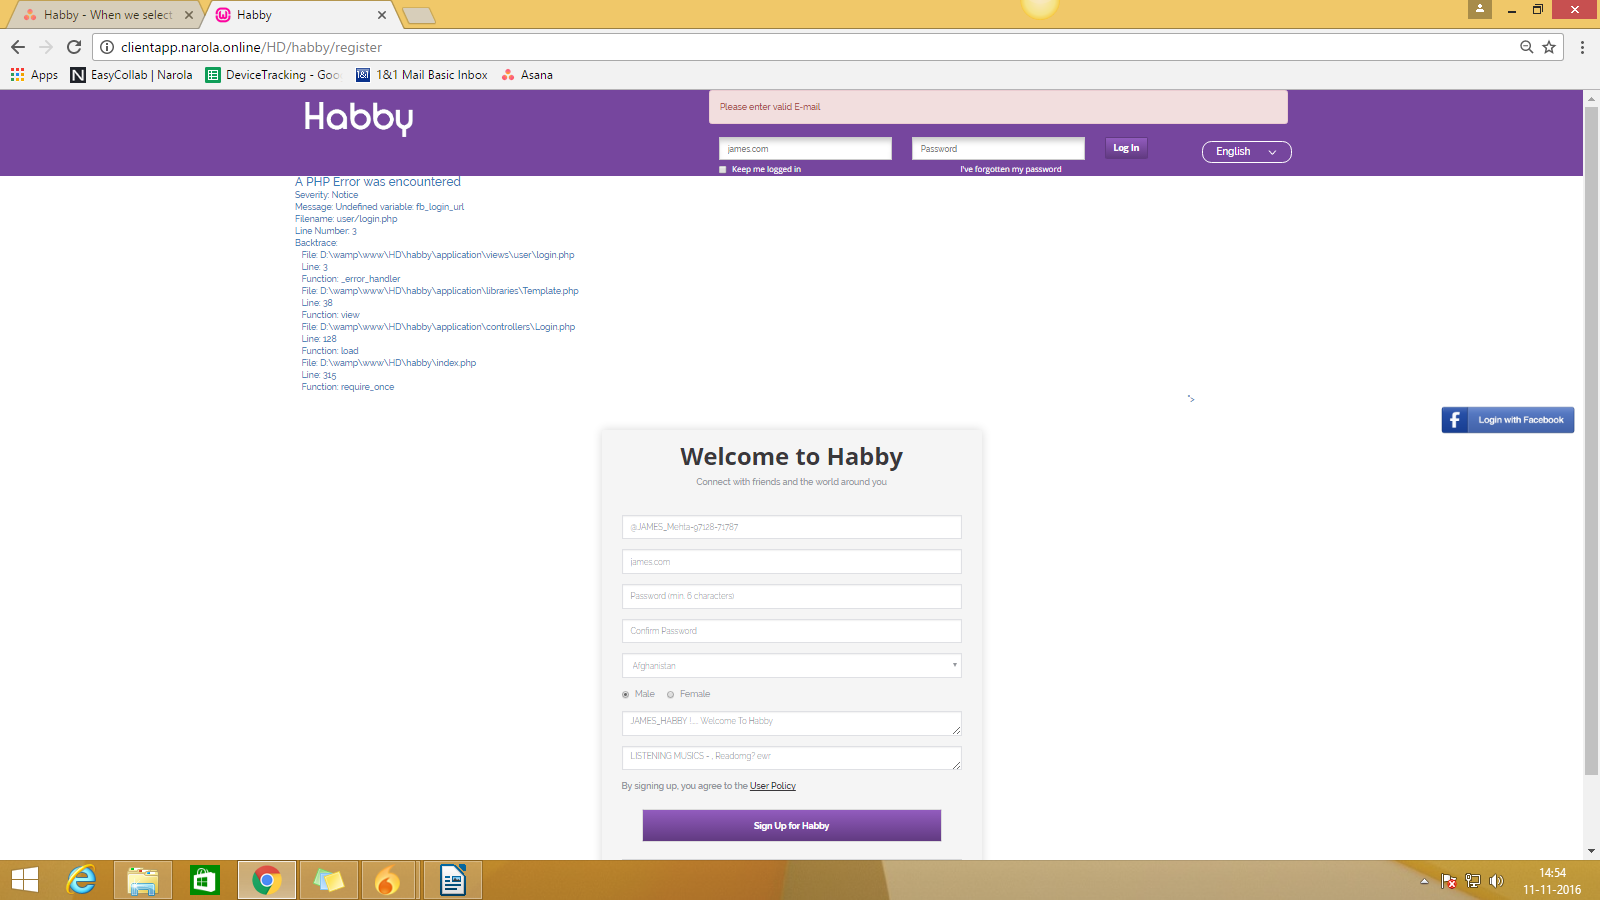 Habby - When we select
Habby
clientapp.narola.online/HD/habby/register
Apps
EasyCollab | Narola
DeviceTracking - Goo
1&1 Mail Basic Inbox
Asana
Habby
Please enter valid E-mail
james.com
Password
Log In
English
Keep me logged in
I've forgotten my password
A PHP Error was encountered
Severity: Notice
Message: Undefined variable: fb_login_url
Filename: user/login.php
Line Number: 3
Backtrace:
File: D:\wamp\www\HD\habby\application\views\user\login.php
Line: 3
Function: _error_handler
File: D:\wamp\www\HD\habby\application\libraries\Template.php
Line: 38
Function: view
File: D:\wamp\www\HD\habby\application\controllers\Login.php
Line: 128
Function: load
File: D:\wamp\www\HD\habby\index.php
Line: 315
Function: require_once
">
Login with Facebook
Welcome to Habby
Connect with friends and the world around you
@JAMES_Mehta-97128-71787
james.com
Password (min. 6 characters)
Confirm Password
Afghanistan
Male
Female
JAMES_HABBY !.... Welcome To Habby
LISTENING MUSICS - , Readomg? ewr
By signing up, you agree to the User Policy
Sign Up for Habby
14:54
11-11-2016